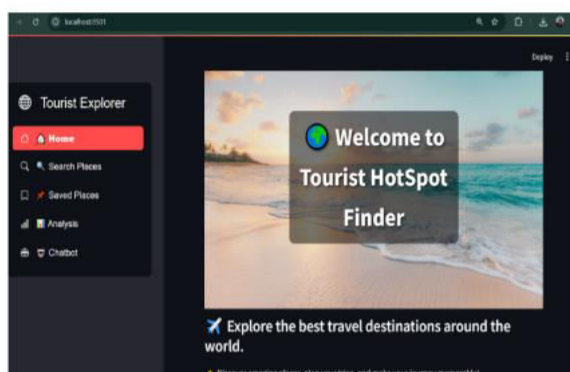 localhost:8501
Deploy
Tourist Explorer
Home
Search Places
Saved Places
Analysis
Chatbot
Welcome to
Tourist HotSpot
Finder
Explore the best travel destinations around the
world.